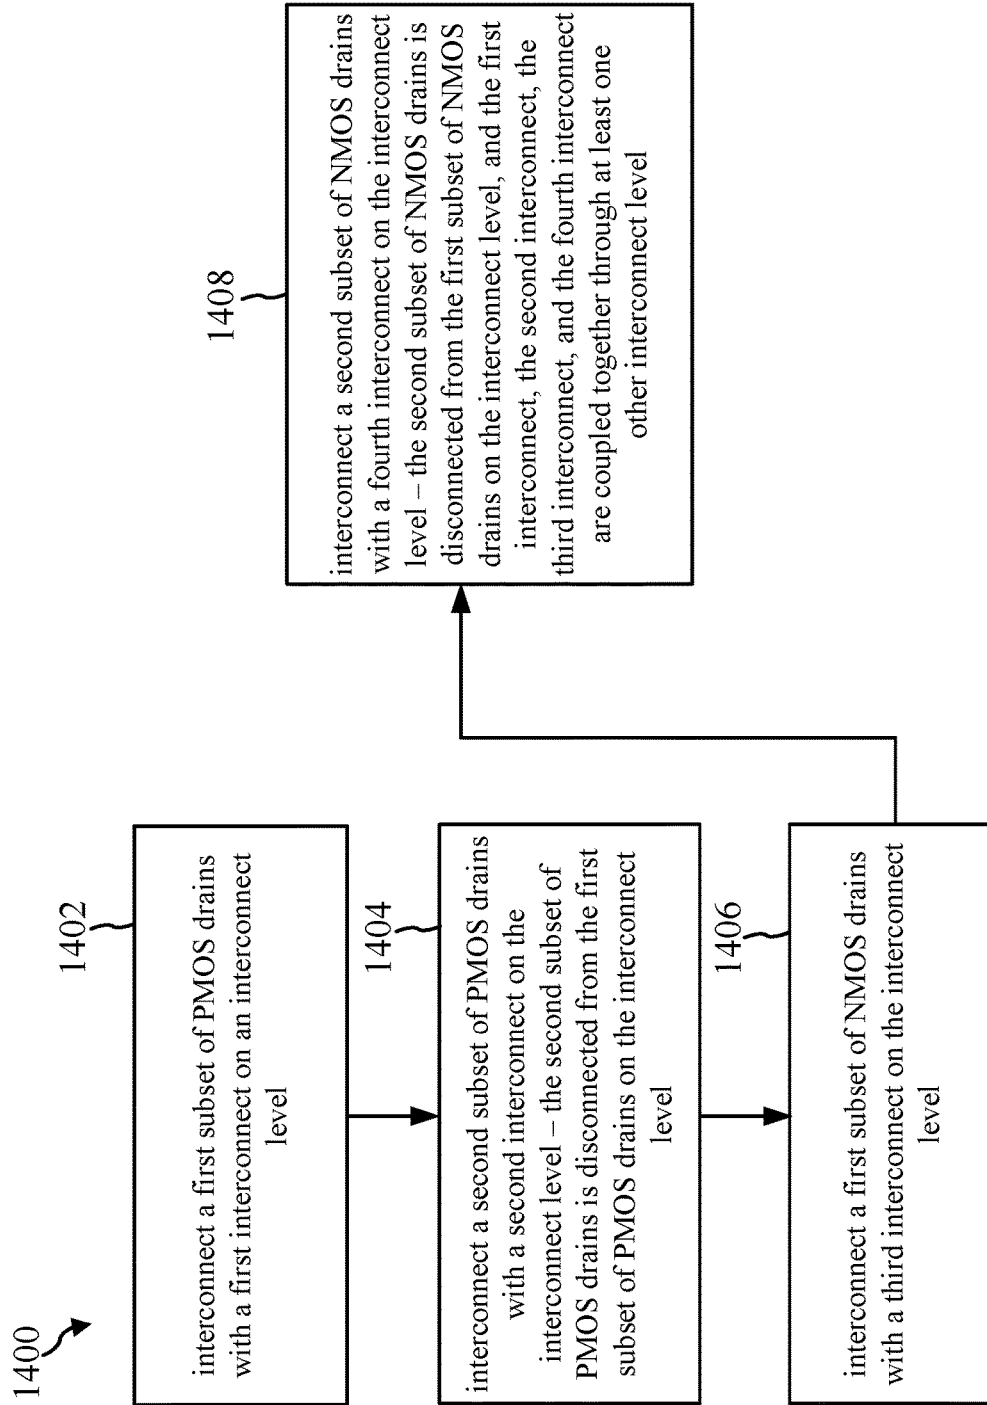 1400
1402
interconnect a first subset of PMOS drains
with a first interconnect on an interconnect
level
1404
interconnect a second subset of PMOS drains
with a second interconnect on the
interconnect level – the second subset of
PMOS drains is disconnected from the first
subset of PMOS drains on the interconnect
level
1406
interconnect a first subset of NMOS drains
with a third interconnect on the interconnect
level
1408
interconnect a second subset of NMOS drains
with a fourth interconnect on the interconnect
level – the second subset of NMOS drains is
disconnected from the first subset of NMOS
drains on the interconnect level, and the first
interconnect, the second interconnect, the
third interconnect, and the fourth interconnect
are coupled together through at least one
other interconnect level